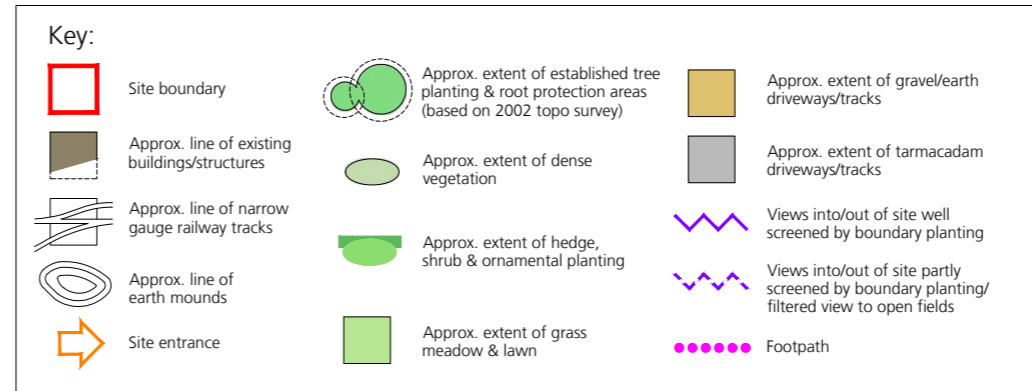 Key:
Site boundary
Approx. line of existing
buildings/structures
Approx. line of narrow
gauge railway tracks
Approx. line of
earth mounds
Site entrance
Approx. extent of established tree
planting & root protection areas
(based on 2002 topo survey)
Approx. extent of dense
vegetation
Approx. extent of hedge,
shrub & ornamental planting
Approx. extent of grass
meadow & lawn
Approx. extent of gravel/earth
driveways/tracks
Approx. extent of tarmacadam
driveways/tracks
Views into/out of site well
screened by boundary planting
Views into/out of site partly
screened by boundary planting/
filtered view to open fields
Footpath